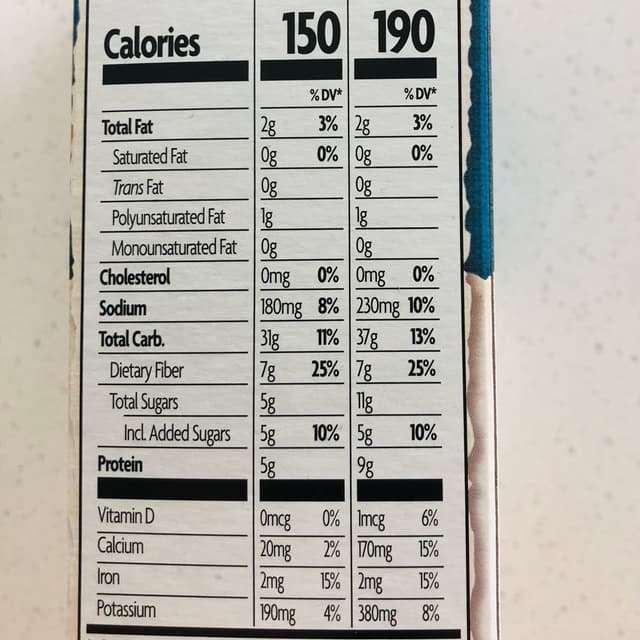 Calories 150 190
% DV* % DV*
Total Fat 2g 3% 2g 3%
Saturated Fat 0g 0% 0g 0%
Trans Fat 0g 0g
Polyunsaturated Fat 1g 1g
Monounsaturated Fat 0g 0g
Cholesterol 0mg 0% 0mg 0%
Sodium 180mg 8% 230mg 10%
Total Carb. 31g 11% 37g 13%
Dietary Fiber 7g 25% 7g 25%
Total Sugars 5g 11g
Incl. Added Sugars 5g 10% 5g 10%
Protein 5g 9g
Vitamin D 0mcg 0% 1mcg 6%
Calcium 20mg 2% 170mg 15%
Iron 2mg 15% 2mg 15%
Potassium 190mg 4% 380mg 8%